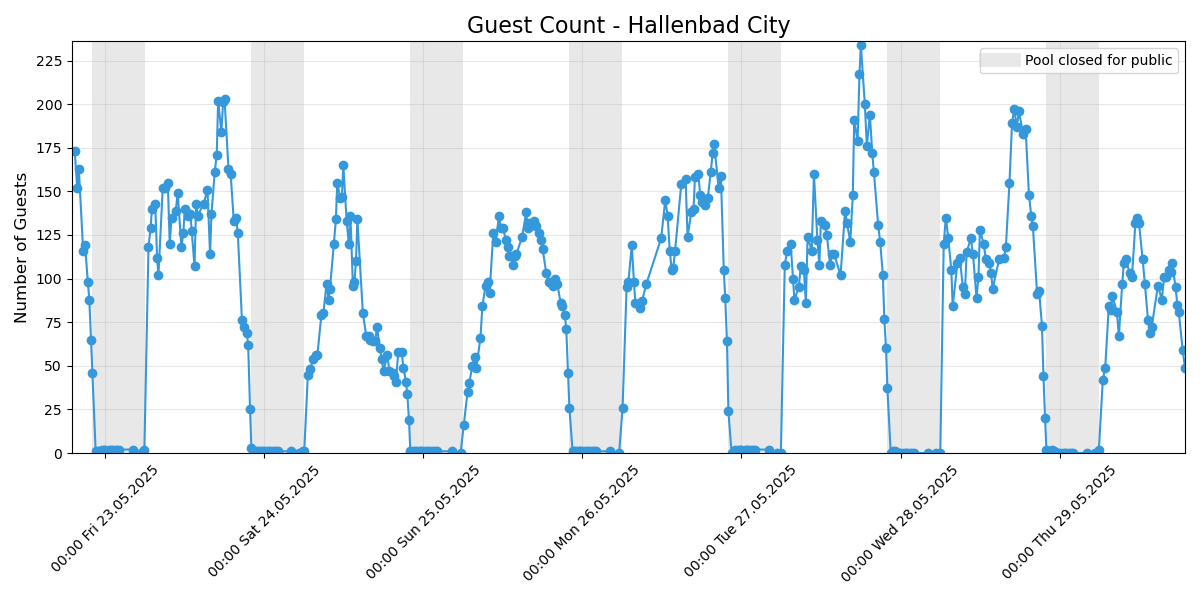 Guest Count - Hallenbad City
Pool closed for public
Number of Guests
225
200
175
150
125
100
75
50
25
0
00:00 Fri 23.05.2025
00:00 Sat 24.05.2025
00:00 Sun 25.05.2025
00:00 Mon 26.05.2025
00:00 Tue 27.05.2025
00:00 Wed 28.05.2025
00:00 Thu 29.05.2025